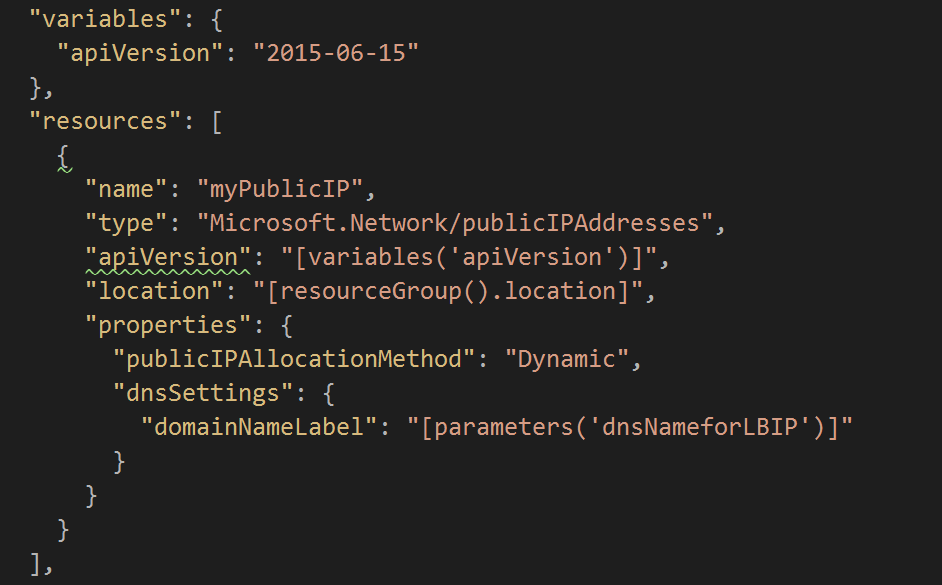 "variables": {
"apiVersion": "2015-06-15"
},
"resources": [
{
"name": "myPublicIP",
"type": "Microsoft.Network/publicIPAddresses",
"apiVersion": "[variables('apiVersion')]",
"location": "[resourceGroup().location]",
"properties": {
"publicIPAllocationMethod": "Dynamic",
"dnsSettings": {
"domainNameLabel": "[parameters('dnsNameforLBIP')]"
}
}
}
],